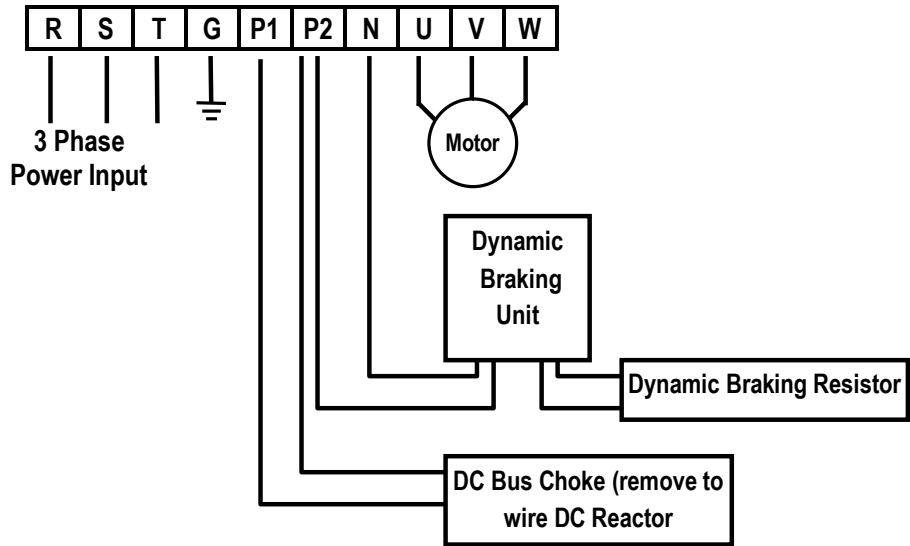 R S T G P1 P2 N U V W
3 Phase
Power Input
Motor
Dynamic
Braking
Unit
Dynamic Braking Resistor
DC Bus Choke (remove to
wire DC Reactor